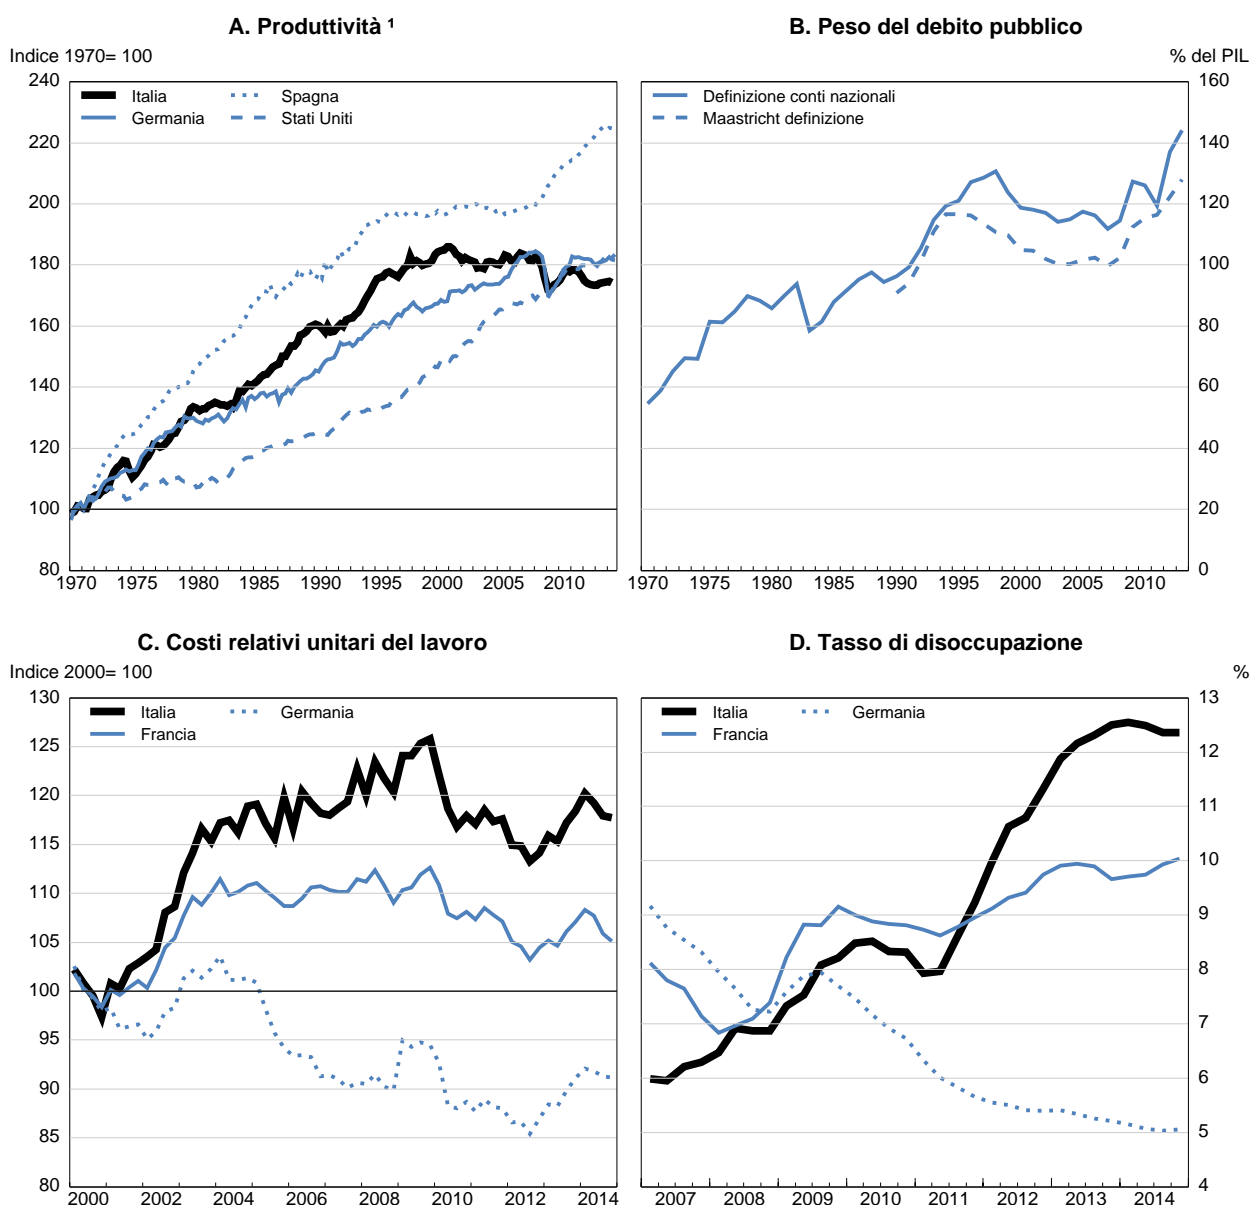 A. Produttività ¹
Indice 1970= 100
240
220
200
180
160
140
120
100
80
Italia
Spagna
Germania
Stati Uniti
1970 1975 1980 1985 1990 1995 2000 2005 2010
B. Peso del debito pubblico
% del PIL
160
140
120
100
80
60
40
20
0
Definizione conti nazionali
Maastricht definizione
1970 1975 1980 1985 1990 1995 2000 2005 2010
C. Costi relativi unitari del lavoro
Indice 2000= 100
130
125
120
115
110
105
100
95
90
85
80
Italia
Germania
Francia
2000 2002 2004 2006 2008 2010 2012 2014
D. Tasso di disoccupazione
%
13
12
11
10
9
8
7
6
5
4
Italia
Germania
Francia
2007 2008 2009 2010 2011 2012 2013 2014